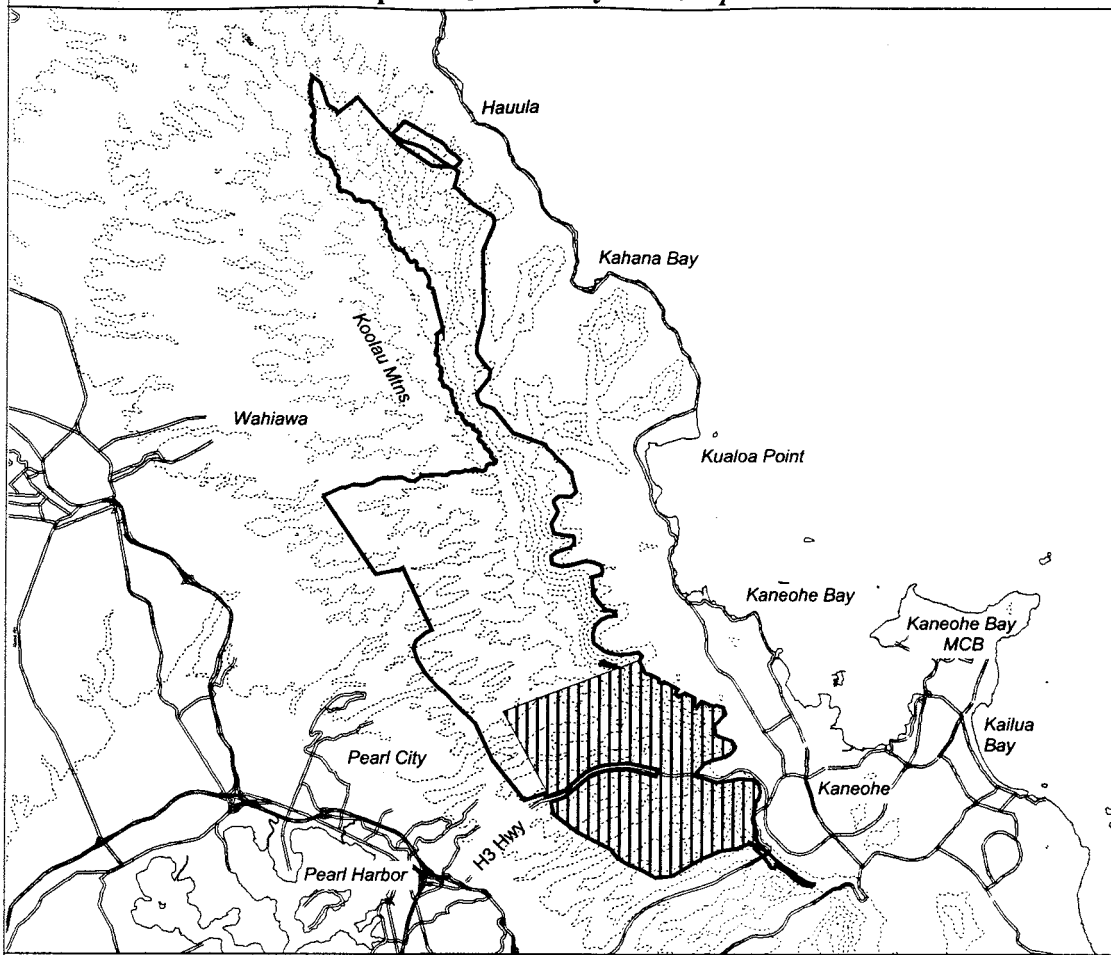 Hauula
Kahana Bay
Koolau Mtns.
Wahiawa
Kualoa Point
Kaneohe Bay
Kaneohe Bay
MCB
Kailua
Bay
Pearl City
Kaneohe
H3 Hwy
Pearl Harbor